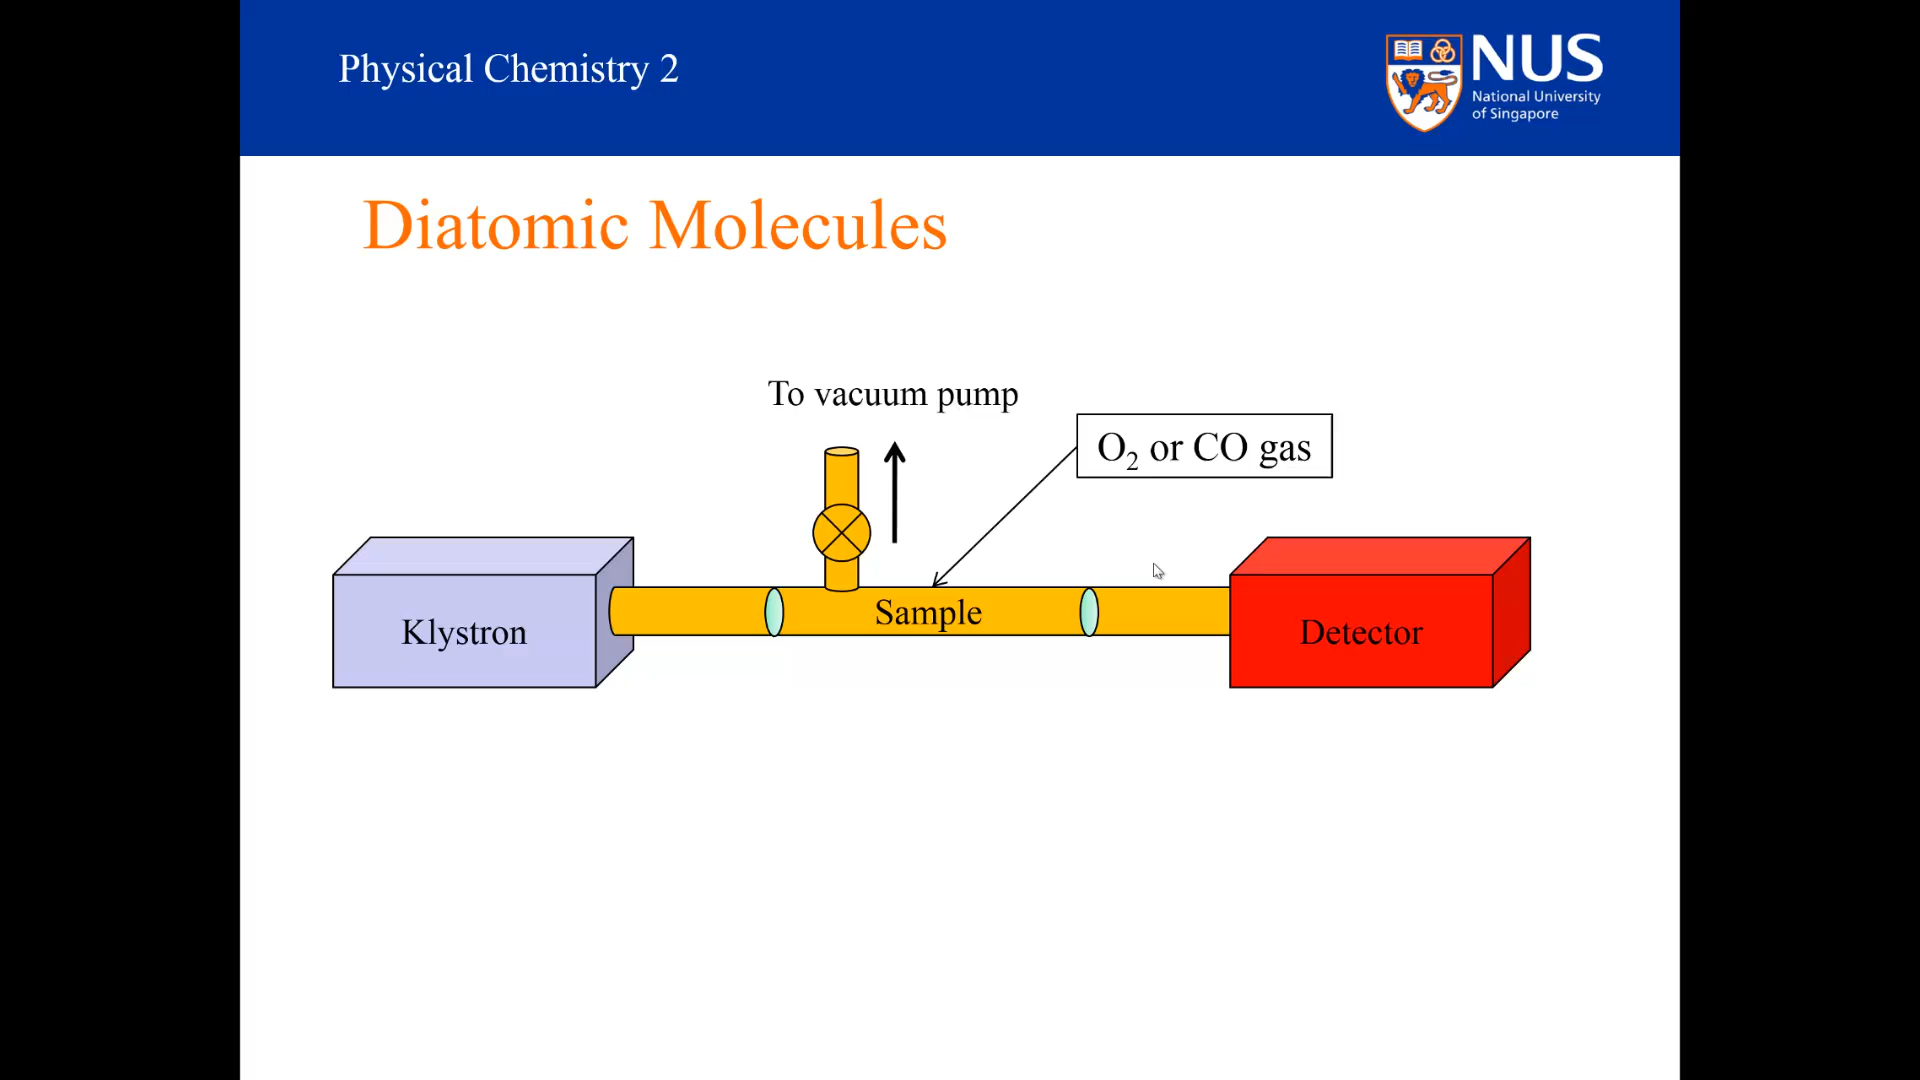 Physical Chemistry 2
NUS
National University
of Singapore
Diatomic Molecules
To vacuum pump
O₂ or CO gas
Klystron
Sample
Detector